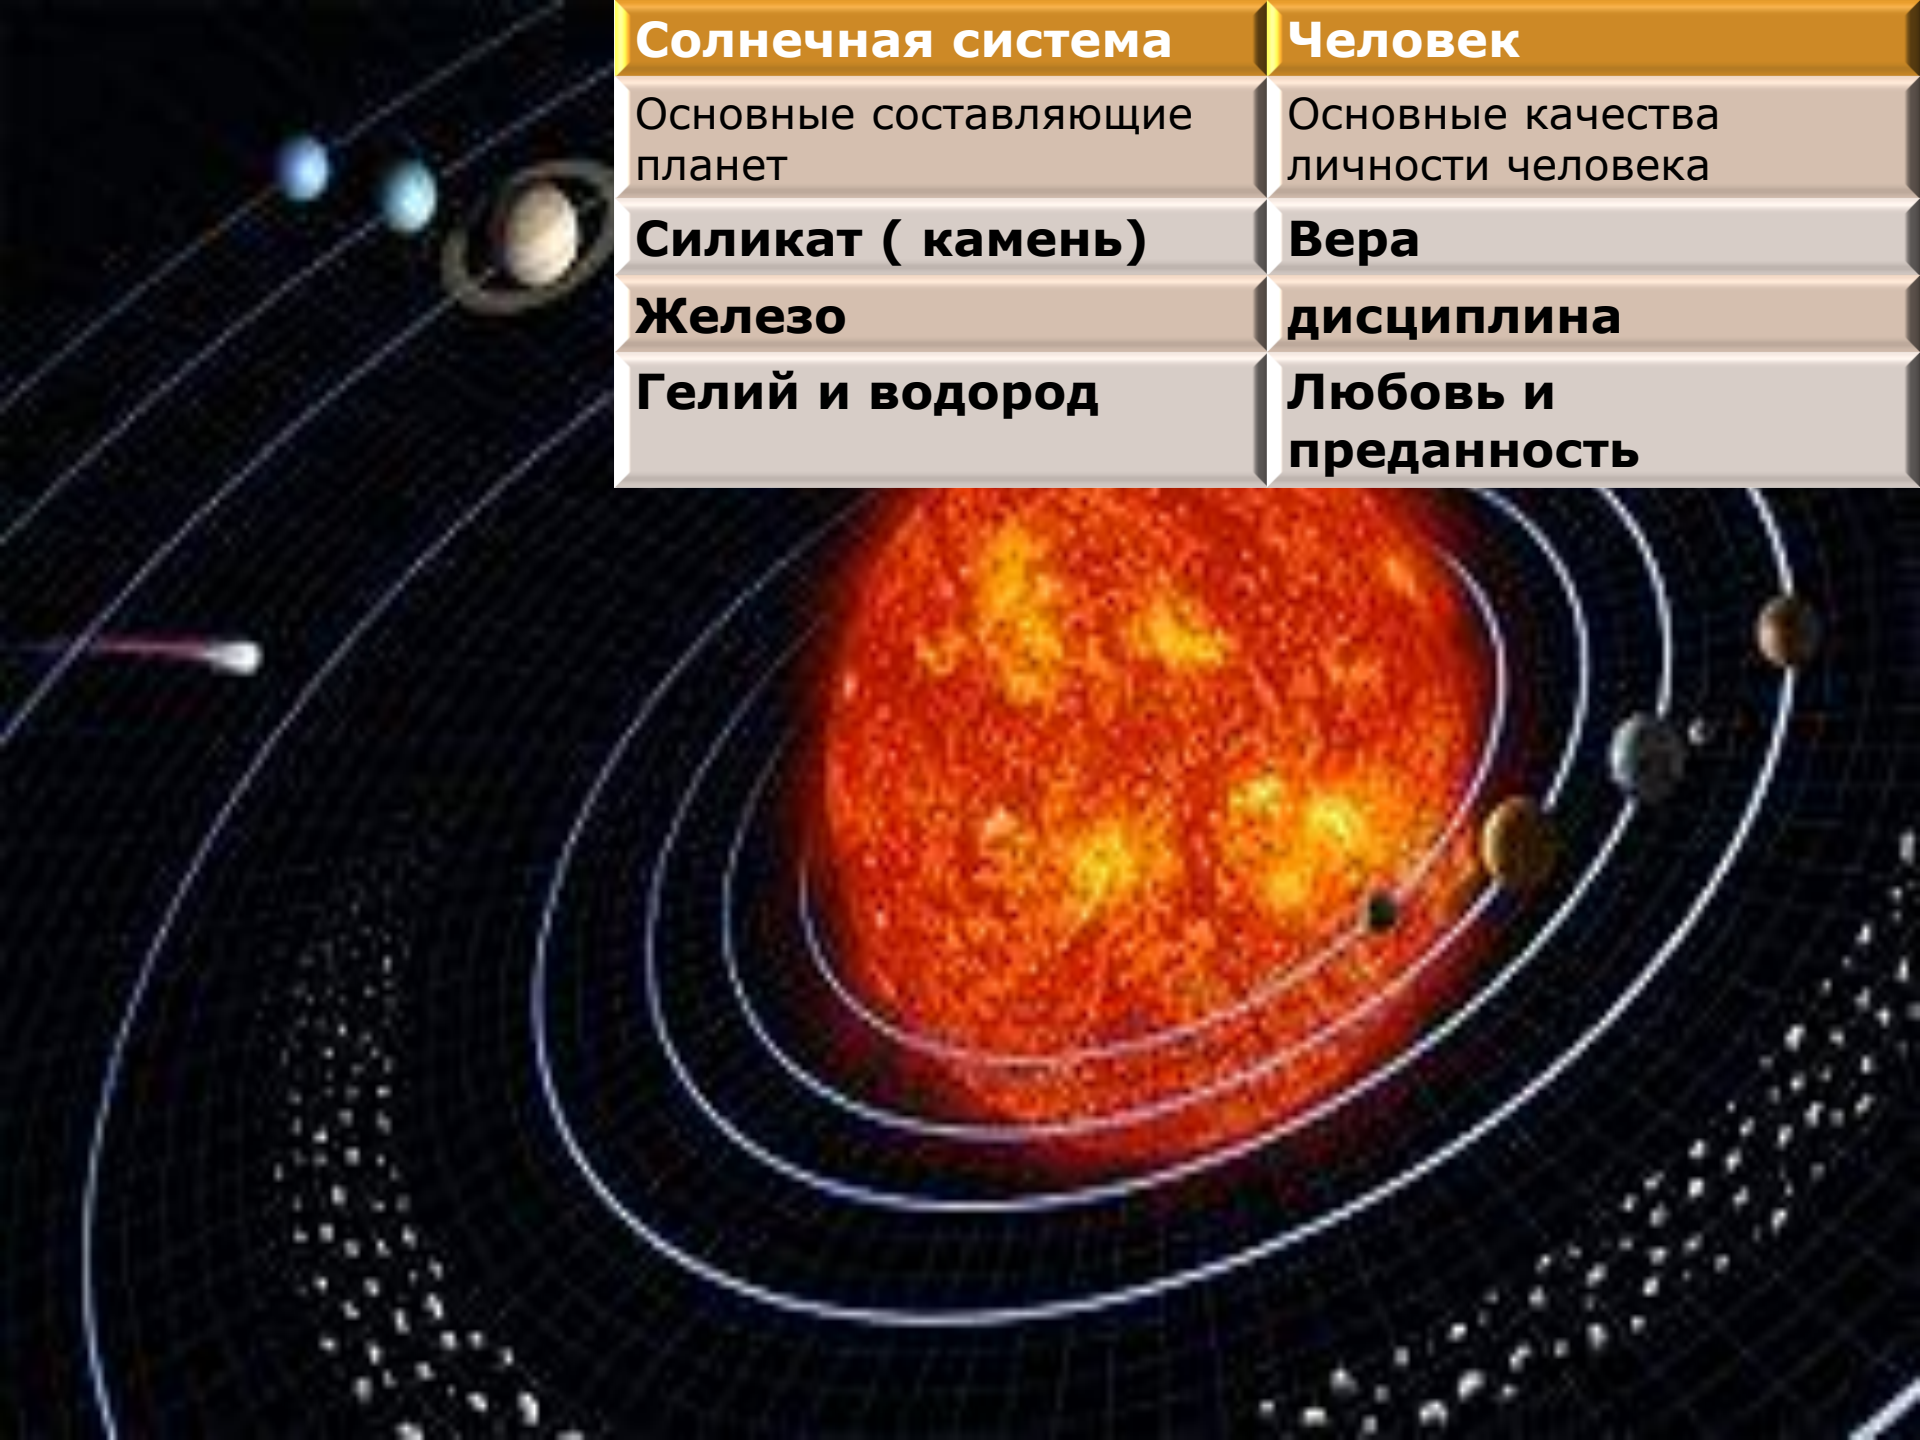 Солнечная система
Человек
Основные составляющие
планет
Основные качества
личности человека
Силикат ( камень)
Вера
Железо
дисциплина
Гелий и водород
Любовь и
преданность